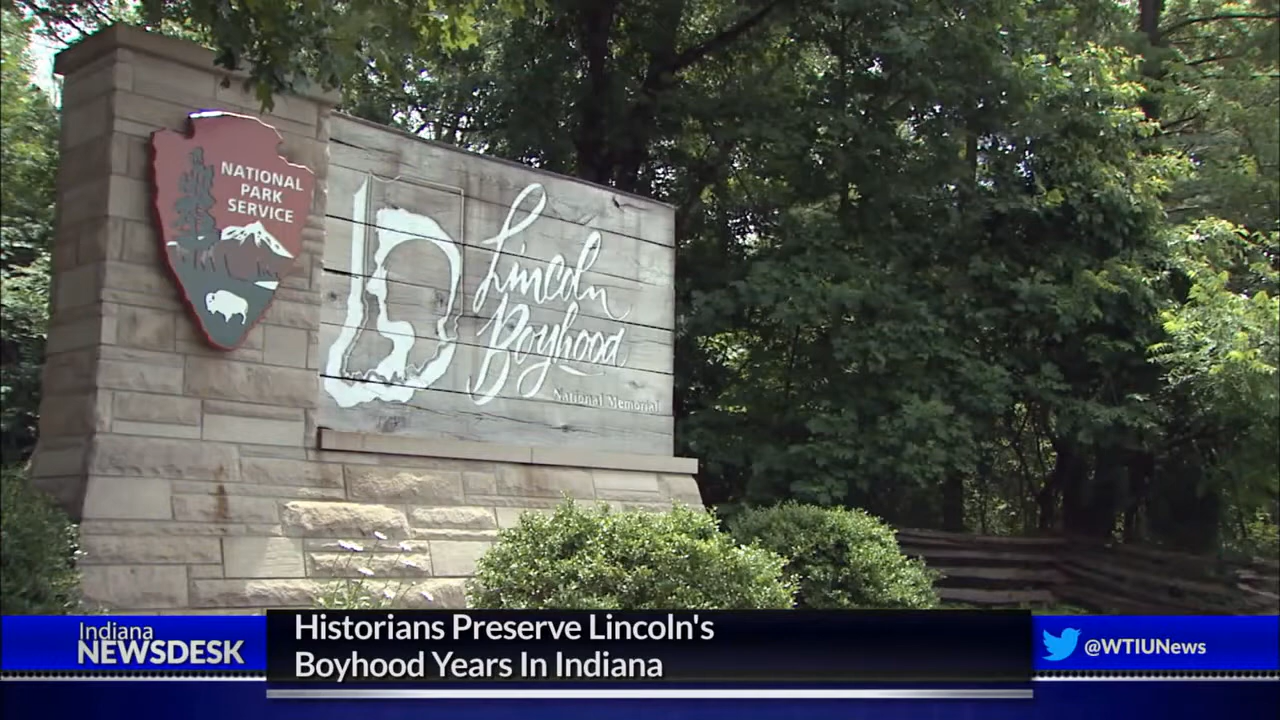 NATIONAL
PARK
SERVICE
Lincoln
Boyhood
National Memorial
Indiana
NEWSDESK
Historians Preserve Lincoln's
Boyhood Years In Indiana
@WTIUNews